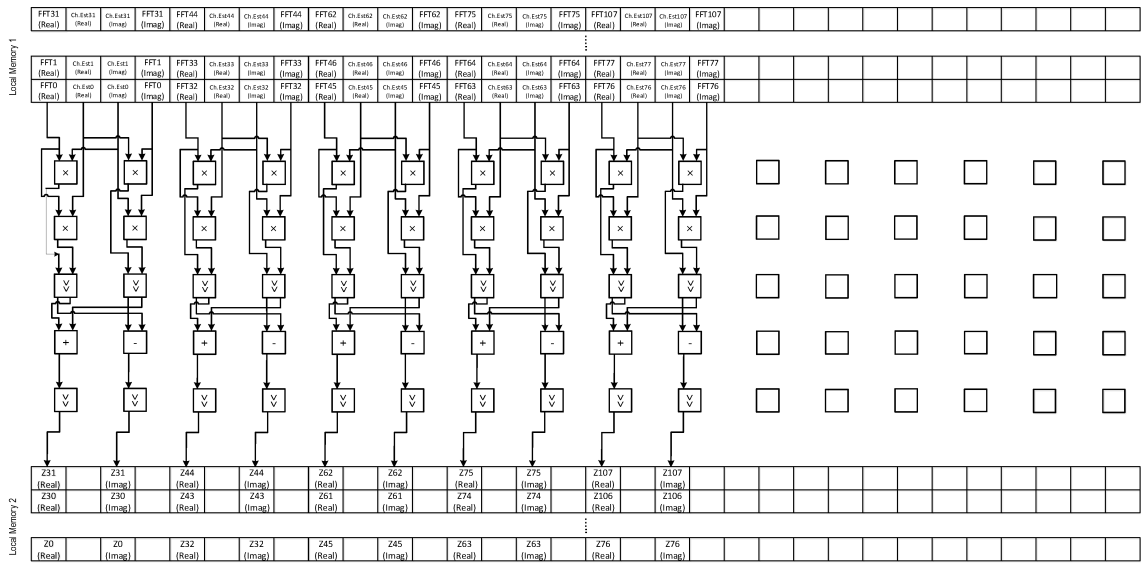 FFT31 (Real) Ch.Est31 (Real) Ch.Est31 (Imag) FFT31 (Imag) FFT44 (Real) Ch.Est44 (Real) Ch.Est44 (Imag) FFT44 (Imag) FFT62 (Real) Ch.Est62 (Real) Ch.Est62 (Imag) FFT62 (Imag) FFT75 (Real) Ch.Est75 (Real) Ch.Est75 (Imag) FFT75 (Imag) FFT107 (Real) Ch.Est107 (Real) Ch.Est107 (Imag) FFT107 (Imag)
Local Memory 1
FFT1 (Real) Ch.Est1 (Real) Ch.Est1 (Imag) FFT1 (Imag) FFT33 (Real) Ch.Est33 (Real) Ch.Est33 (Imag) FFT33 (Imag) FFT46 (Real) Ch.Est46 (Real) Ch.Est46 (Imag) FFT46 (Imag) FFT64 (Real) Ch.Est64 (Real) Ch.Est64 (Imag) FFT64 (Imag) FFT77 (Real) Ch.Est77 (Real) Ch.Est77 (Imag) FFT77 (Imag)
FFT0 (Real) Ch.Est0 (Real) Ch.Est0 (Imag) FFT0 (Imag) FFT32 (Real) Ch.Est32 (Real) Ch.Est32 (Imag) FFT32 (Imag) FFT45 (Real) Ch.Est45 (Real) Ch.Est45 (Imag) FFT45 (Imag) FFT63 (Real) Ch.Est63 (Real) Ch.Est63 (Imag) FFT63 (Imag) FFT76 (Real) Ch.Est76 (Real) Ch.Est76 (Imag) FFT76 (Imag)
× × × × × × × × × ×
× × × × × × × × × ×
>> >> >> >> >> >> >> >> >> >>
+ - + - + - + - + -
>> >> >> >> >> >> >> >> >> >>
Z31 (Real) Z31 (Imag) Z44 (Real) Z44 (Imag) Z62 (Real) Z62 (Imag) Z75 (Real) Z75 (Imag) Z107 (Real) Z107 (Imag)
Z30 (Real) Z30 (Imag) Z43 (Real) Z43 (Imag) Z61 (Real) Z61 (Imag) Z74 (Real) Z74 (Imag) Z106 (Real) Z106 (Imag)
Local Memory 2
Z0 (Real) Z0 (Imag) Z32 (Real) Z32 (Imag) Z45 (Real) Z45 (Imag) Z63 (Real) Z63 (Imag) Z76 (Real) Z76 (Imag)